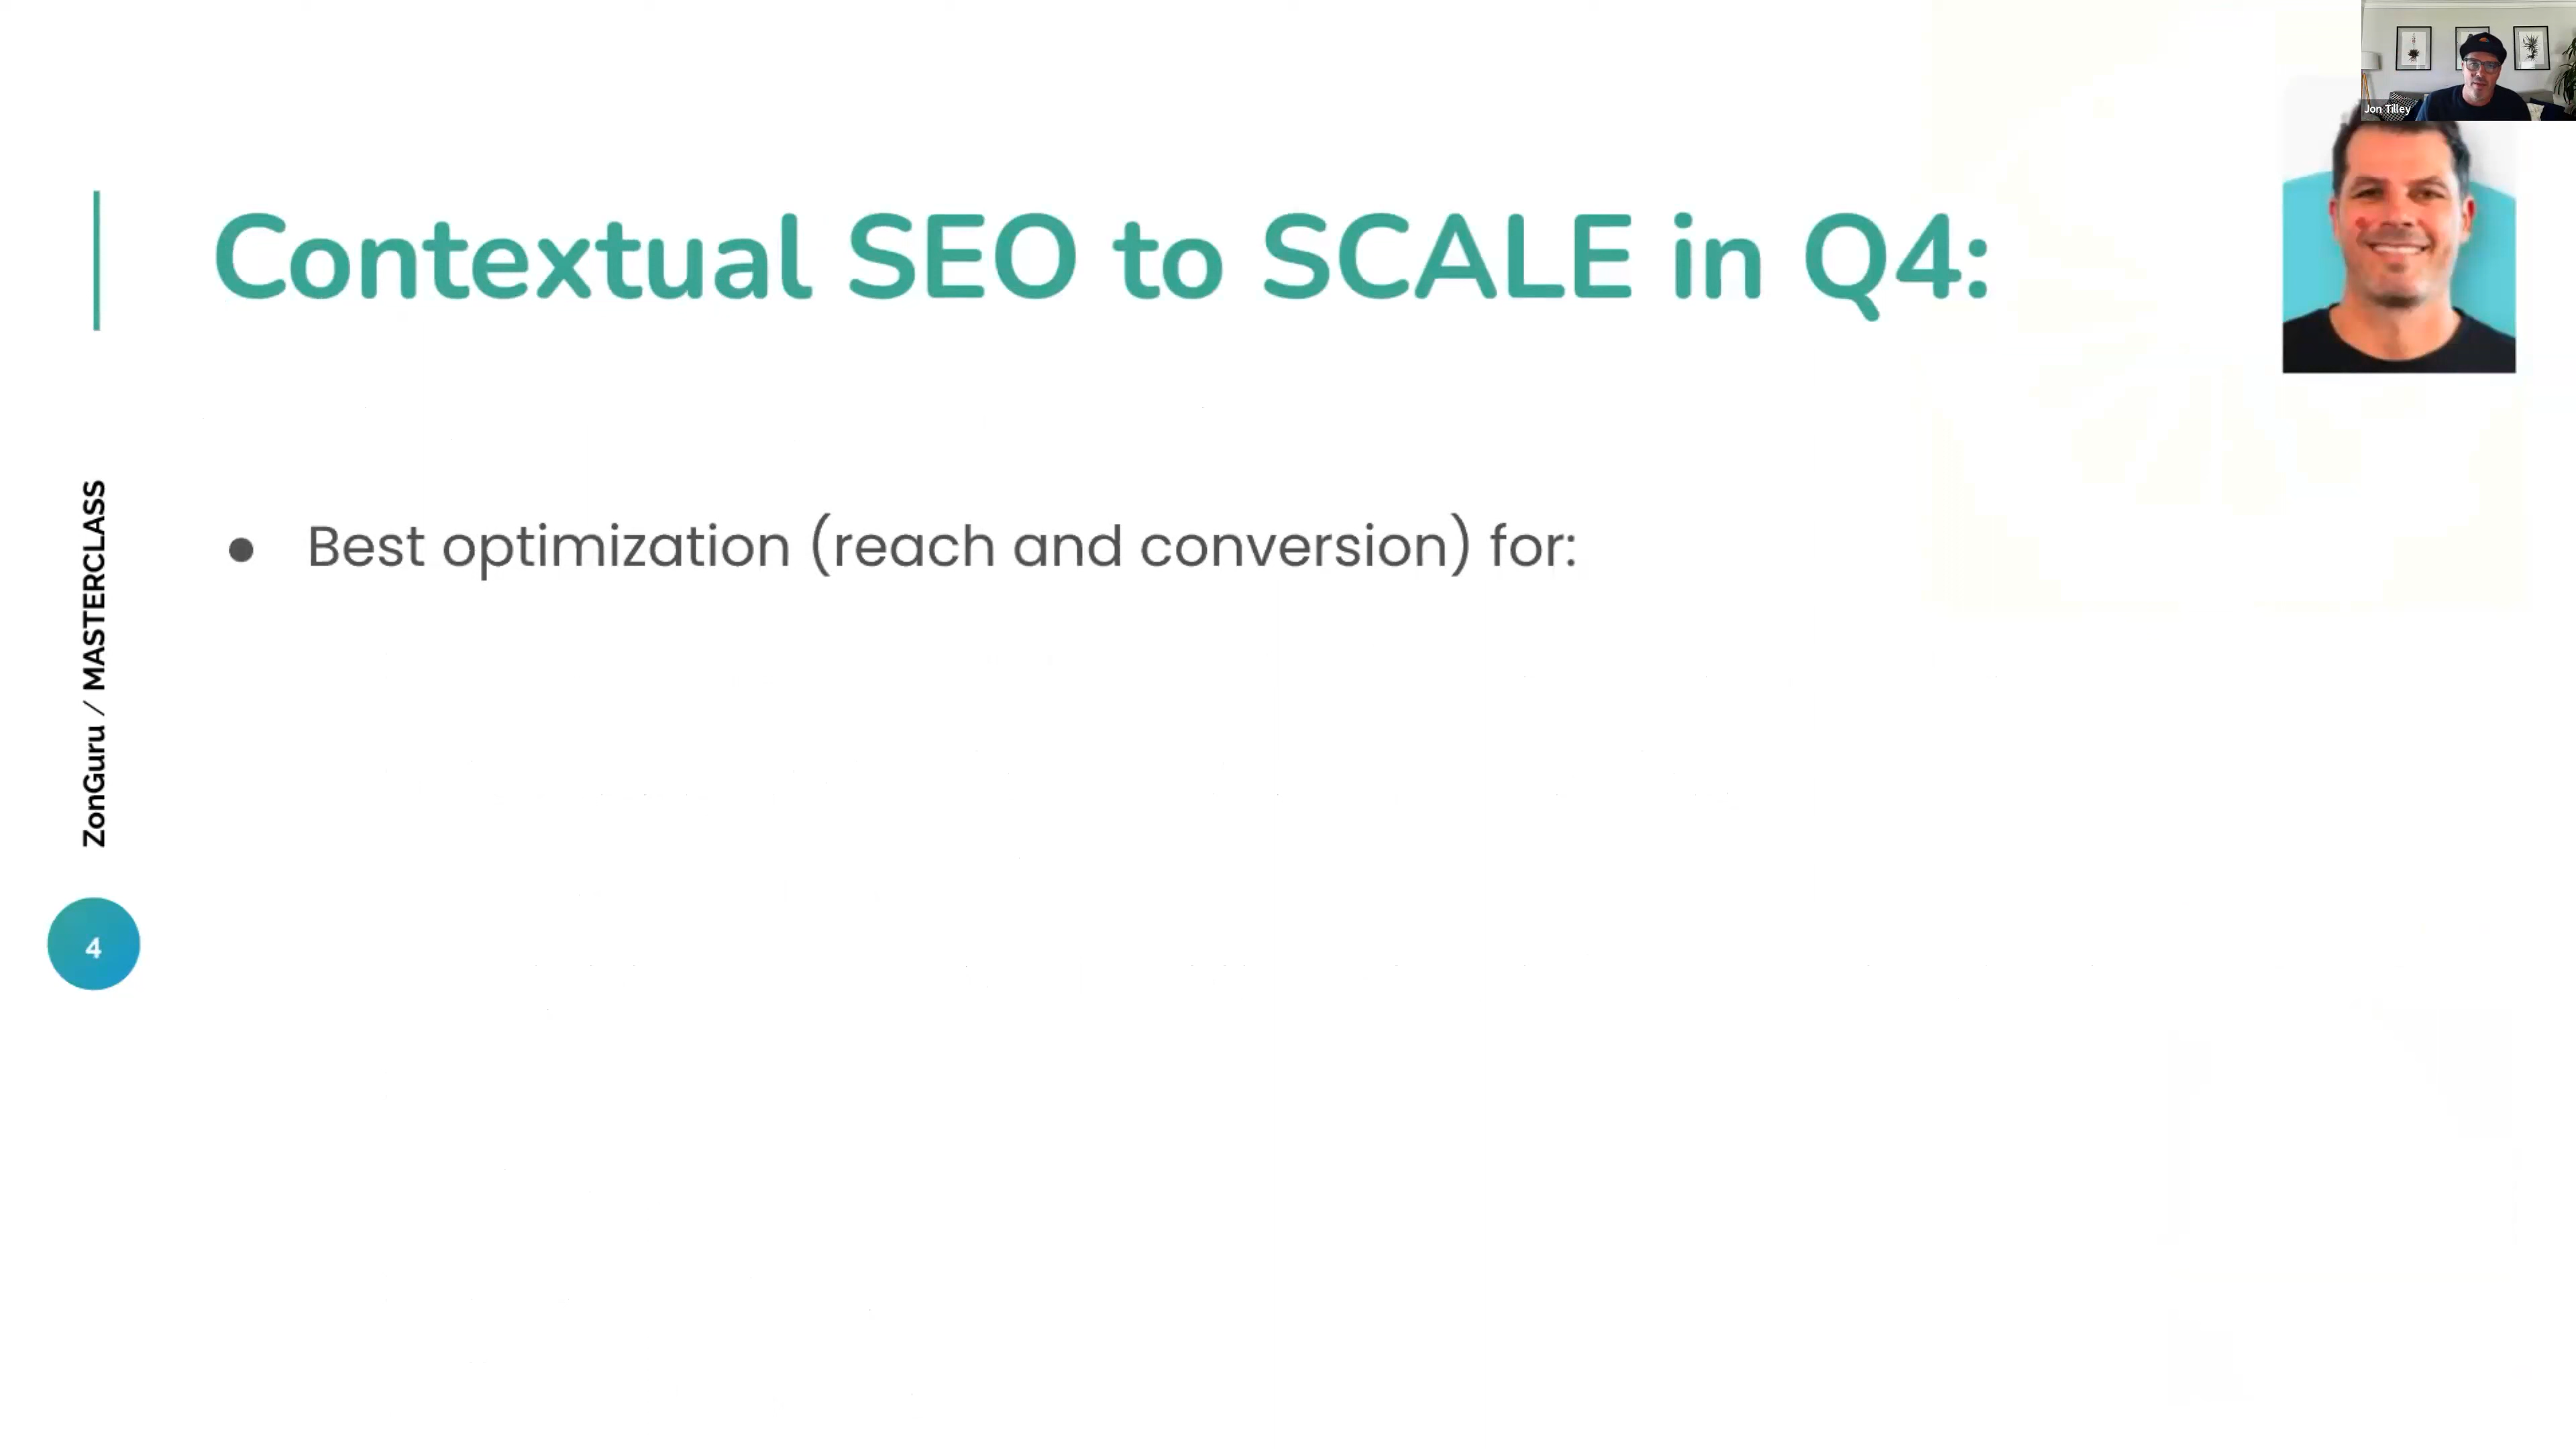 Jon Tilley
Contextual SEO to SCALE in Q4:
● Best optimization (reach and conversion) for:
ZonGuru / MASTERCLASS
4